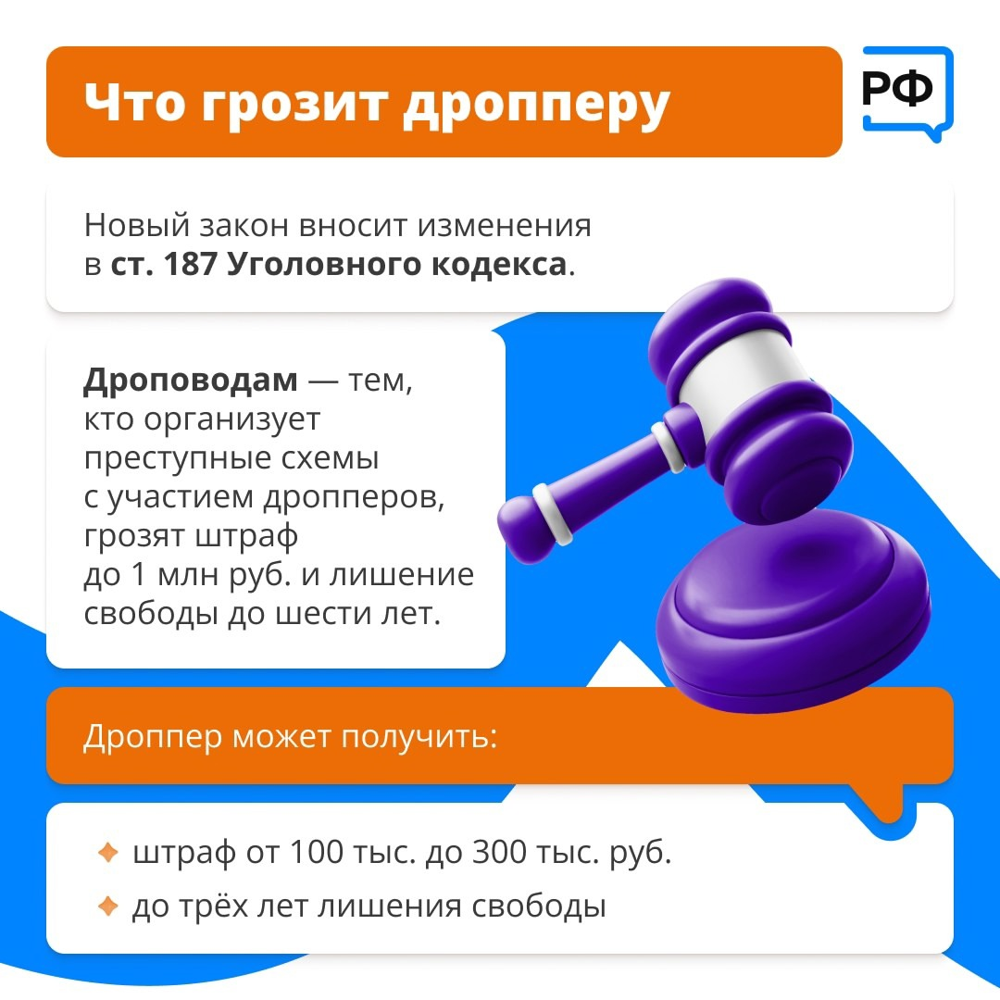 Что грозит дропперу
РФ
Новый закон вносит изменения
в ст. 187 Уголовного кодекса.
Дроповодам — тем,
кто организует
преступные схемы
с участием дропперов,
грозят штраф
до 1 млн руб. и лишение
свободы до шести лет.
Дроппер может получить:
штраф от 100 тыс. до 300 тыс. руб.
до трёх лет лишения свободы